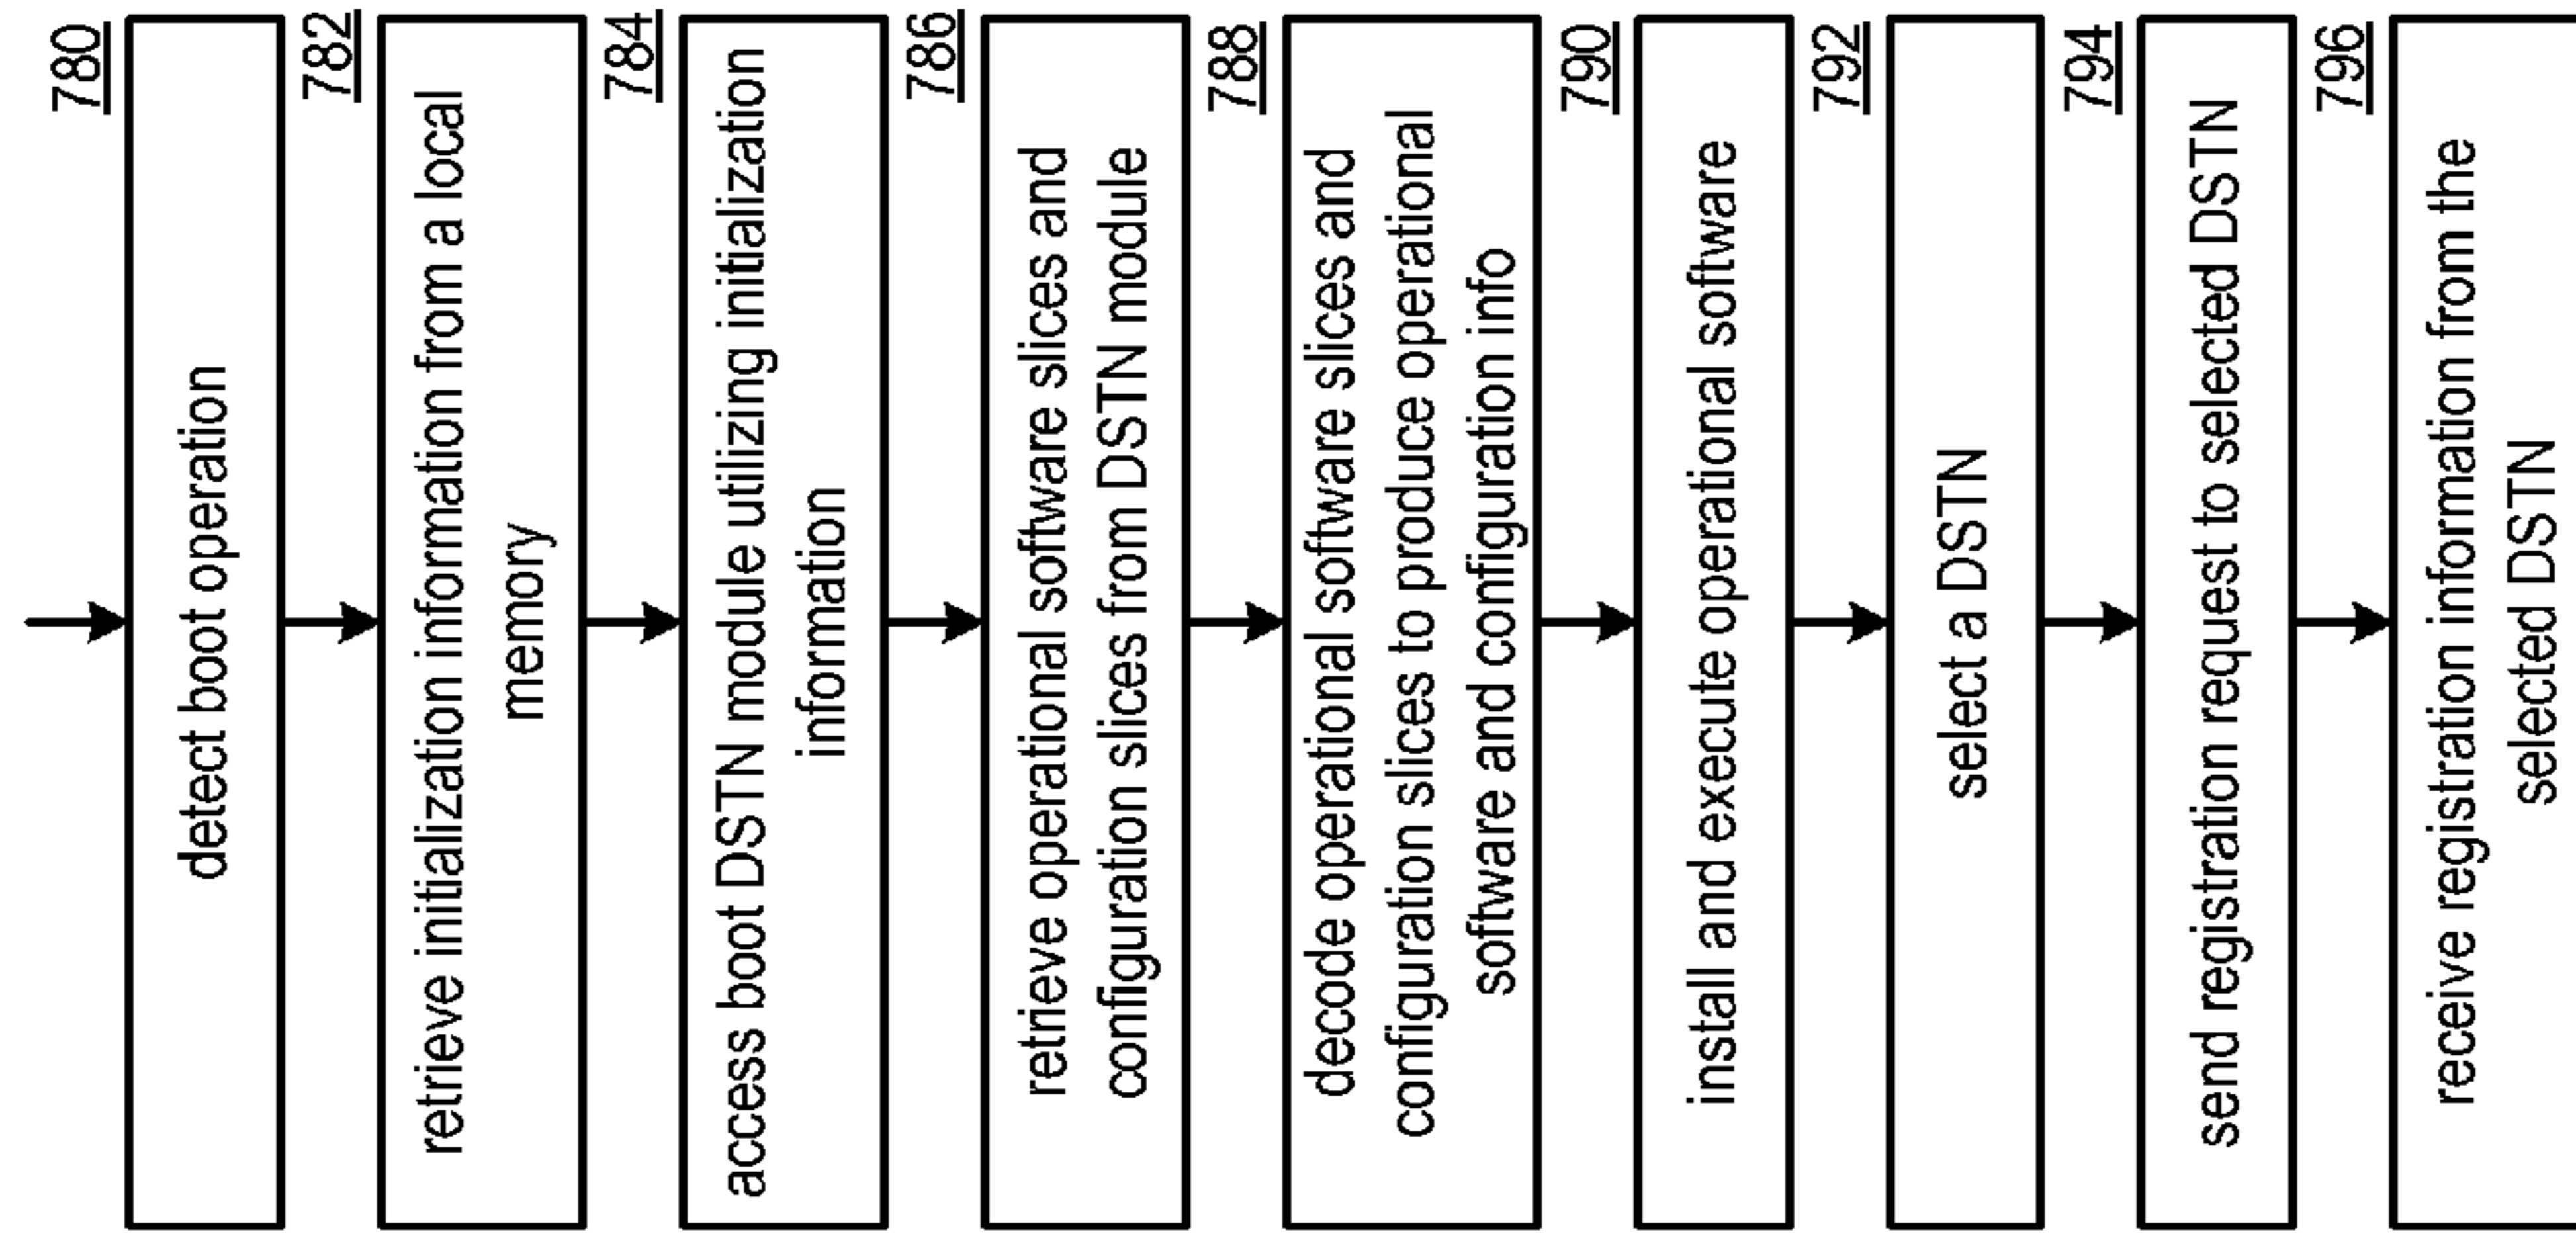 780
detect boot operation
782
retrieve initialization information from a local
memory
784
access boot DSTN module utilizing initialization
information
786
retrieve operational software slices and
configuration slices from DSTN module
788
decode operational software slices and
configuration slices to produce operational
software and configuration info
790
install and execute operational software
792
select a DSTN
794
send registration request to selected DSTN
796
receive registration information from the
selected DSTN